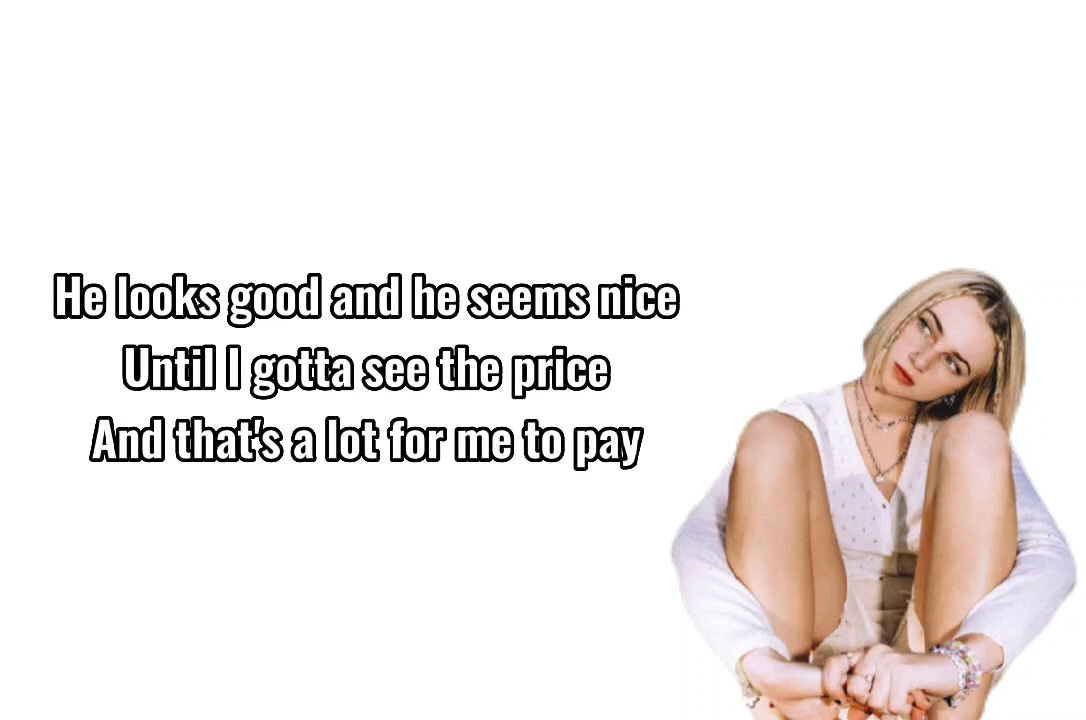 He looks good and he seems nice
Until I gotta see the price
And that's a lot for me to pay